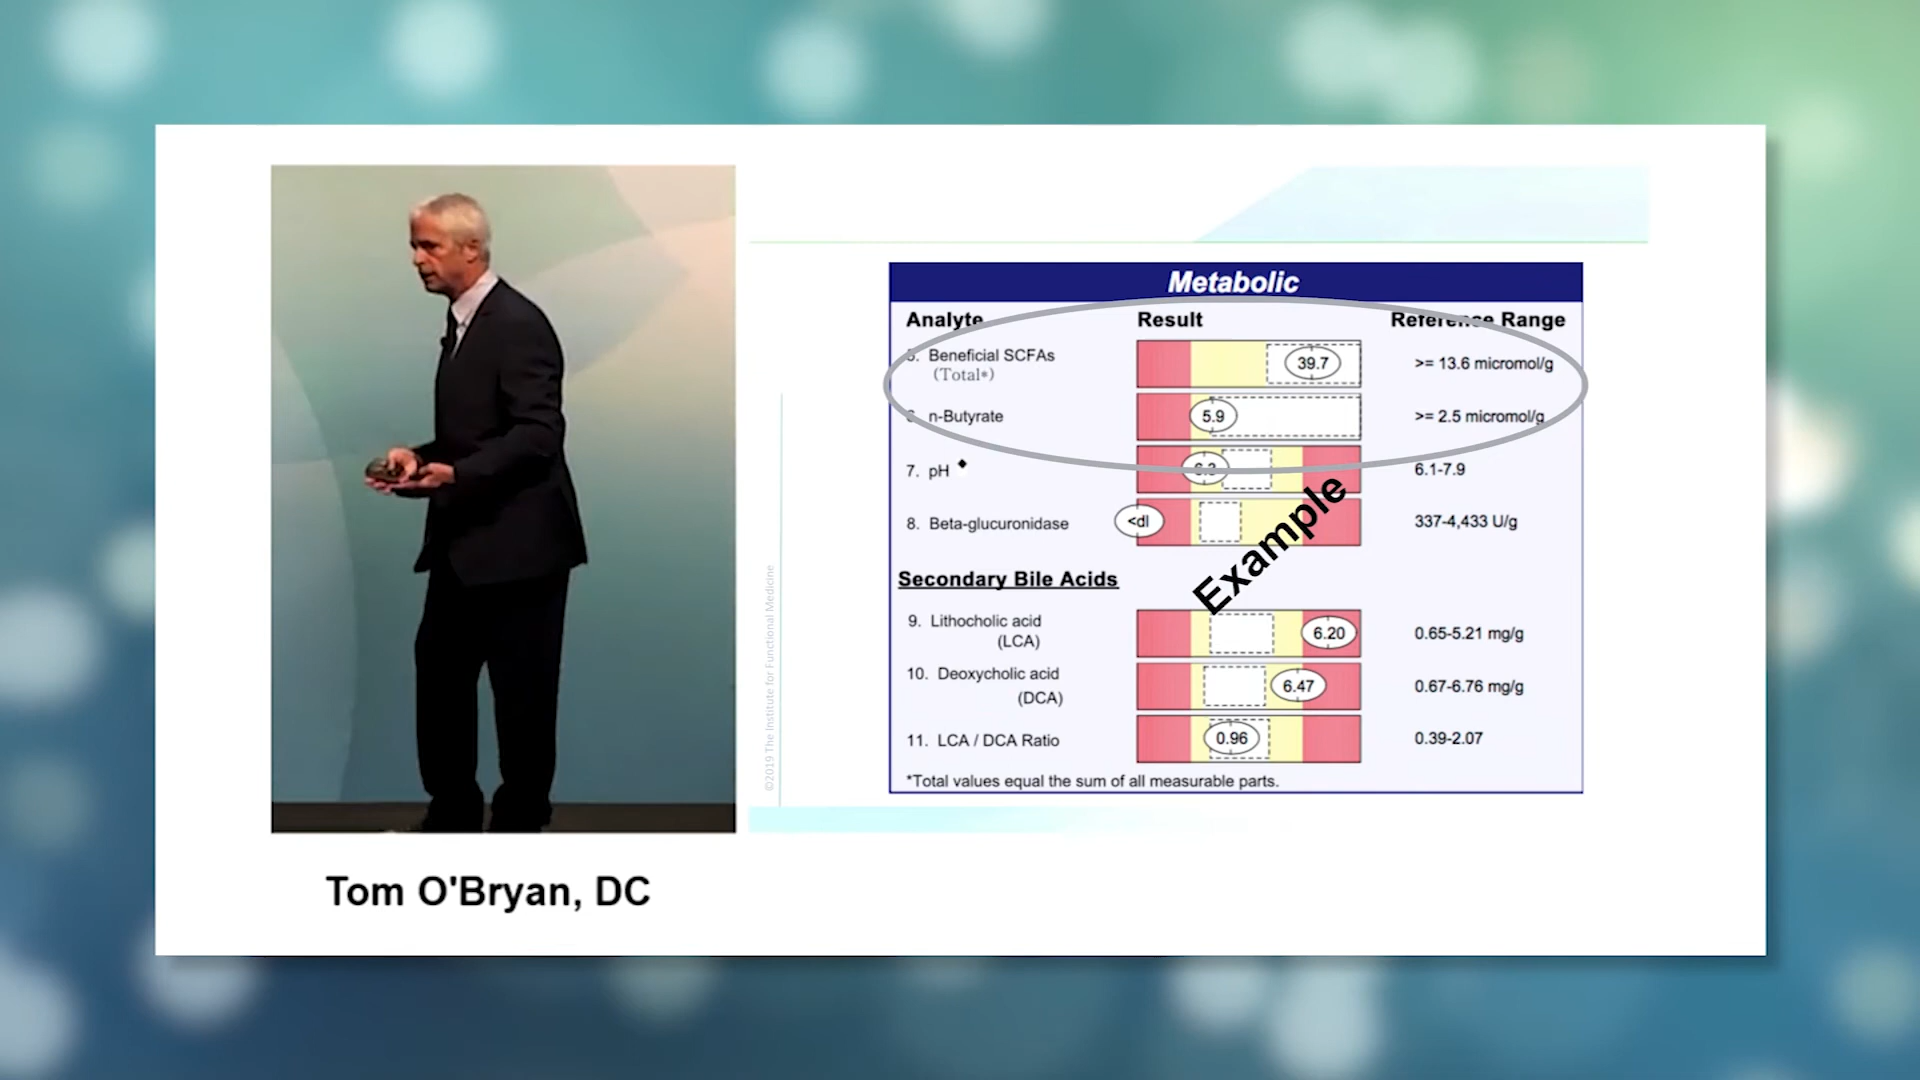 Metabolic
Analyte Result Reference Range
5. Beneficial SCFAs 39.7 >= 13.6 micromol/g
(Total*)
n-Butyrate 5.9 >= 2.5 micromol/g
7. pH ◆ 6.3 6.1-7.9
8. Beta-glucuronidase <dl 337-4,433 U/g
Example
Secondary Bile Acids
9. Lithocholic acid 6.20 0.65-5.21 mg/g
(LCA)
10. Deoxycholic acid 6.47 0.67-6.76 mg/g
(DCA)
11. LCA / DCA Ratio 0.96 0.39-2.07
*Total values equal the sum of all measurable parts.
©2019 The Institute for Functional Medicine
Tom O'Bryan, DC